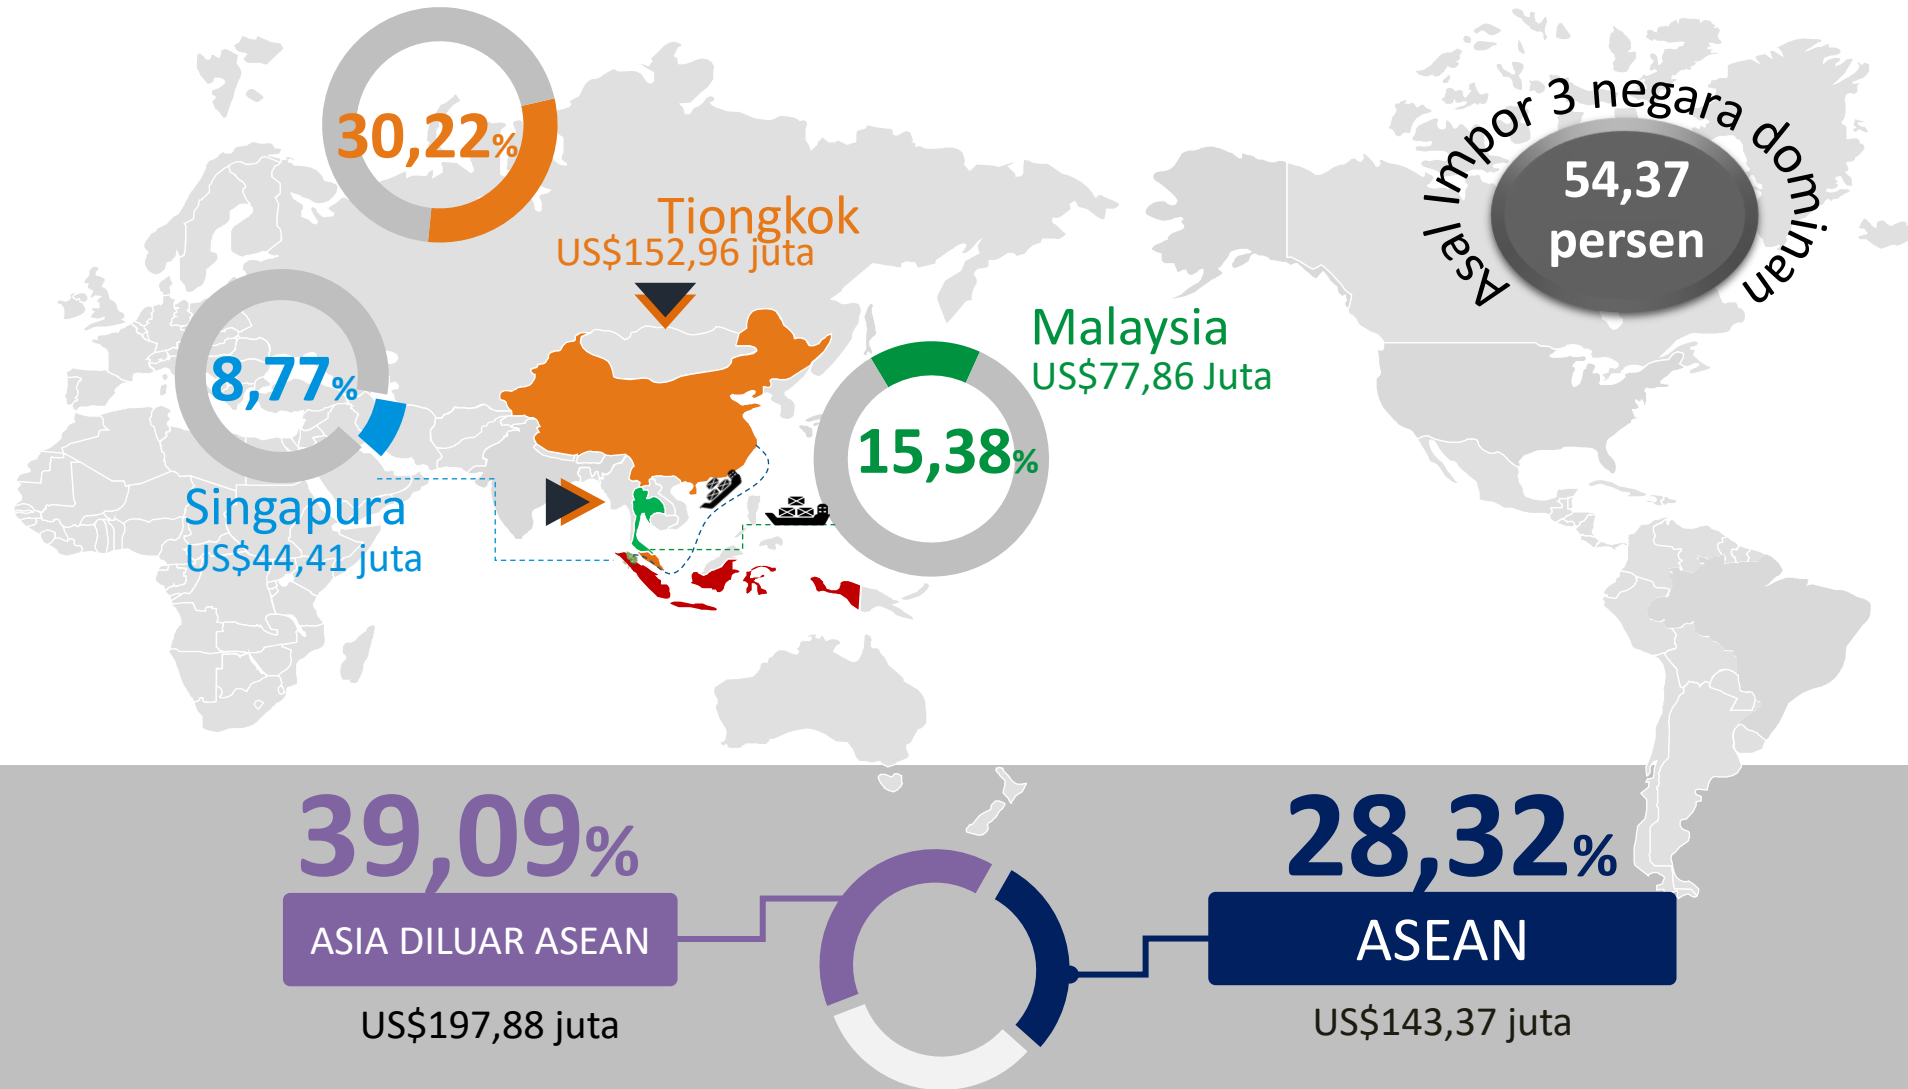 30,22%
Tiongkok
US$152,96 juta
Asal Impor 3 negara dominan
54,37
persen
8,77%
Singapura
US$44,41 juta
Malaysia
US$77,86 Juta
15,38%
39,09%
ASIA DILUAR ASEAN
US$197,88 juta
28,32%
ASEAN
US$143,37 juta